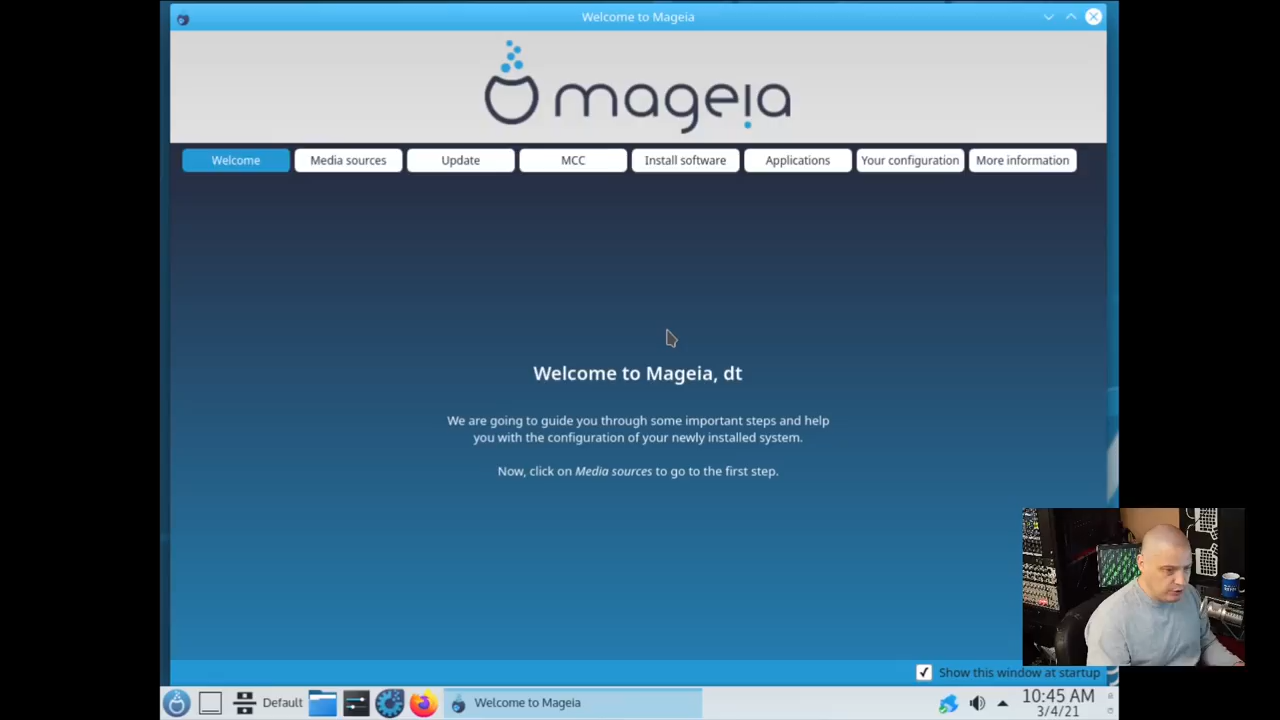 Welcome to Mageia
mageia
Welcome Media sources Update MCC Install software Applications Your configuration More information
Welcome to Mageia, dt
We are going to guide you through some important steps and help
you with the configuration of your newly installed system.
Now, click on Media sources to go to the first step.
Show this window at startup
Default Welcome to Mageia 10:45 AM
3/4/21